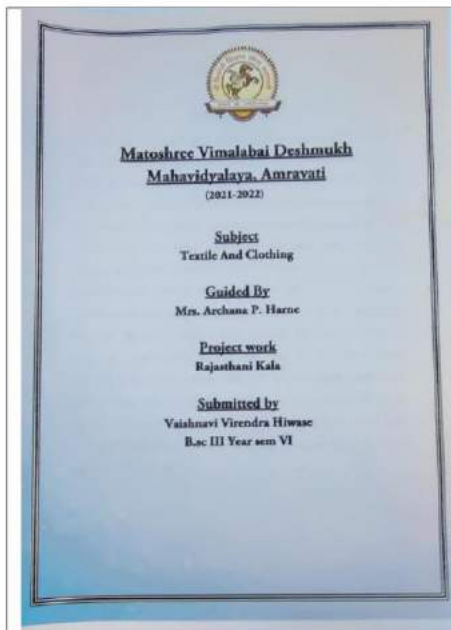 Matoshree Vimalabai Deshmukh
Mahavidyalaya, Amravati
(2021-2022)
Subject
Textile And Clothing
Guided By
Mrs. Archana P. Harne
Project work
Rajasthani Kala
Submitted by
Vaishnavi Virendra Hiwase
B.sc III Year sem VI